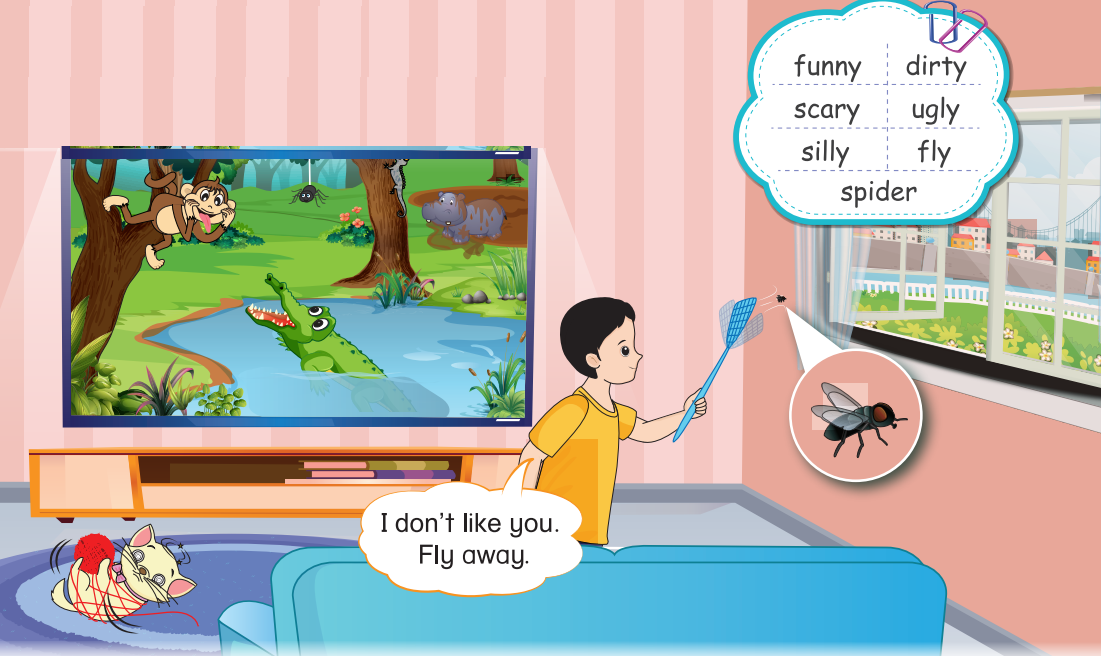 funny dirty
scary ugly
silly fly
spider
I don't like you.
Fly away.